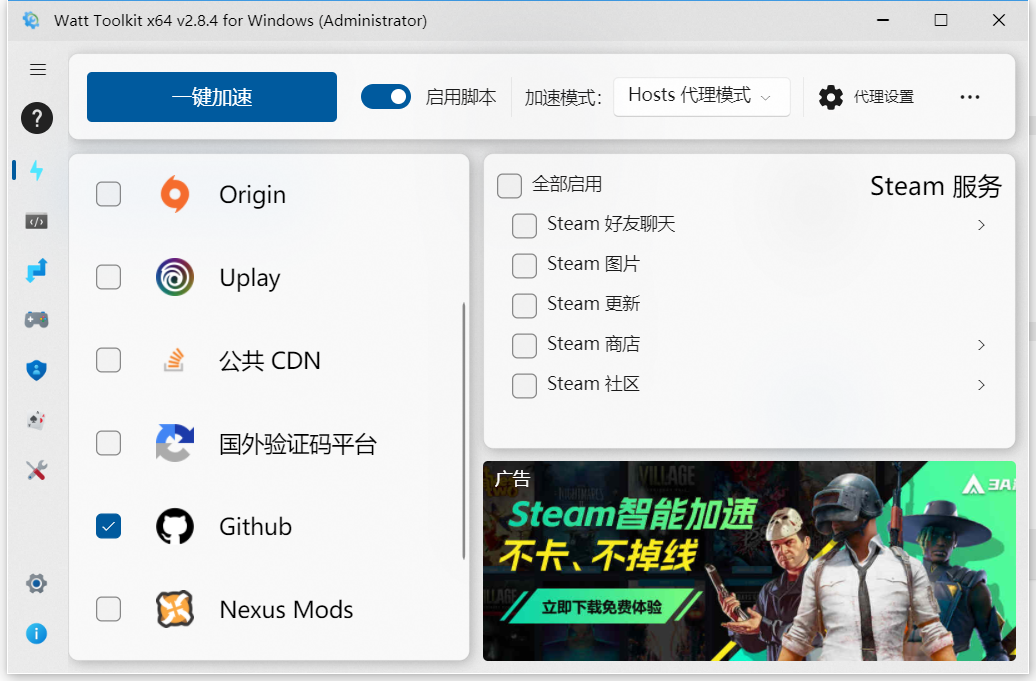 Watt Toolkit x64 v2.8.4 for Windows (Administrator)
一键加速
启用脚本
加速模式:
Hosts 代理模式
代理设置
Origin
Uplay
公共 CDN
国外验证码平台
Github
Nexus Mods
全部启用
Steam 服务
Steam 好友聊天
Steam 图片
Steam 更新
Steam 商店
Steam 社区
广告
VILLAGE
Steam智能加速
不卡、不掉线
立即下载免费体验